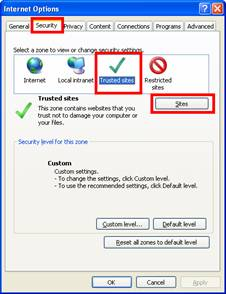 Internet Options
General Security Privacy Content Connections Programs Advanced
Select a zone to view or change security settings.
Internet Local intranet Trusted sites Restricted sites
Trusted sites
This zone contains websites that you
trust not to damage your computer or
your files.
Sites
Security level for this zone
Custom
Custom settings.
- To change the settings, click Custom level.
- To use the recommended settings, click Default level.
Custom level... Default level
Reset all zones to default level
OK Cancel Apply